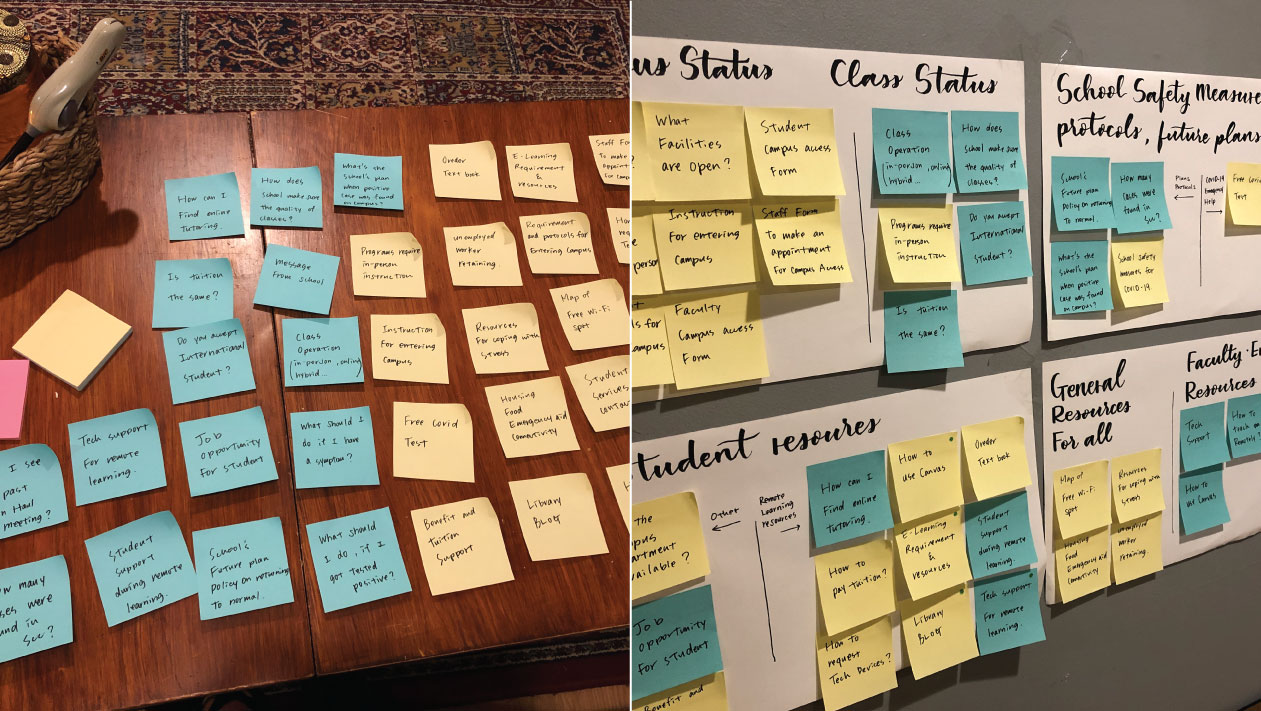 How can I
Find online
Tutoring.
How does
School make sure
the quality of
classes?
What's the
School's plan
when positive
case was found
on campus?
Oreder
Text book
E-Learning
Requirement &
resources
Staff Form
To make
appoint
For Camp
Is tuition
the same?
message
from school
Programs require
in-person
instruction
unemployed
worker
retaining.
Requirement
and protocols for
Entering Campus
Do you accept
International
Student?
Class
Operation
(in-person, online,
hybrid...
Instruction
For entering
Campus
Resources
For coping with
Stress
Map of
Free Wi-Fi
Spot
Tech support
For remote
learning.
Job
opportunity
For student
What should I
do if I have
a symptom?
Free Covid
Test
Housing
Food
Emergency aid
Connectivity
Student
Services
Contact
I see
past
Hall
meeting?
Student
Support
during remote
learning.
School's
Future plan
policy on returning
To normal.
What should
I do, if I
got tested
positive?
Benefit and
Tuition
Support
Library
BLOG
How many
cases were
found in
Scc?
us Status
What
Facilities
are Open?
Student
Campus access
Form
Instruction
For entering
Campus
Staff Form
To make an
appointment
For Campus Access
person
Is for
ampus
Faculty
Campus access
Form
Class Status
Class
Operation
(in-person, online,
hybrid...
How does
School make sure
the quality of
classes?
Programs require
in-person
instruction
Do you accept
International
Student?
Is tuition
the same?
School Safety Measure
protocols, future plans
School's
Future plan
policy on returning
To normal.
How many
cases were
found in
Scc?
Plans
Protocols
Covid-19
Emergency
Help
Free Covid
Test
What's the
School's plan
when positive
case was found
on campus?
School Safety
measures for
COVID-19.
Student resoures
the
pus
artment
vailable?
Other
Remote
Learning
resources
How can I
Find online
Tutoring.
How to
use Canvas
Oreder
Text book
How to
pay Tuition?
E-Learning
Requirement
&
resources
Student
Support
during remote
learning.
Job
opportunity
For student
How to
request
Tech Devices?
Library
BLOG
Tech support
For remote
learning.
Benefit and
General
Resources
For all
Map of
Free Wi-Fi
Spot
Resources
For coping with
Stress
Housing
Food
Emergency aid
Connectivity
unemployed
worker
retaining.
Faculty·E
Resources
Tech
Support
How to
teach on
Remotely?
How to
use Canvas